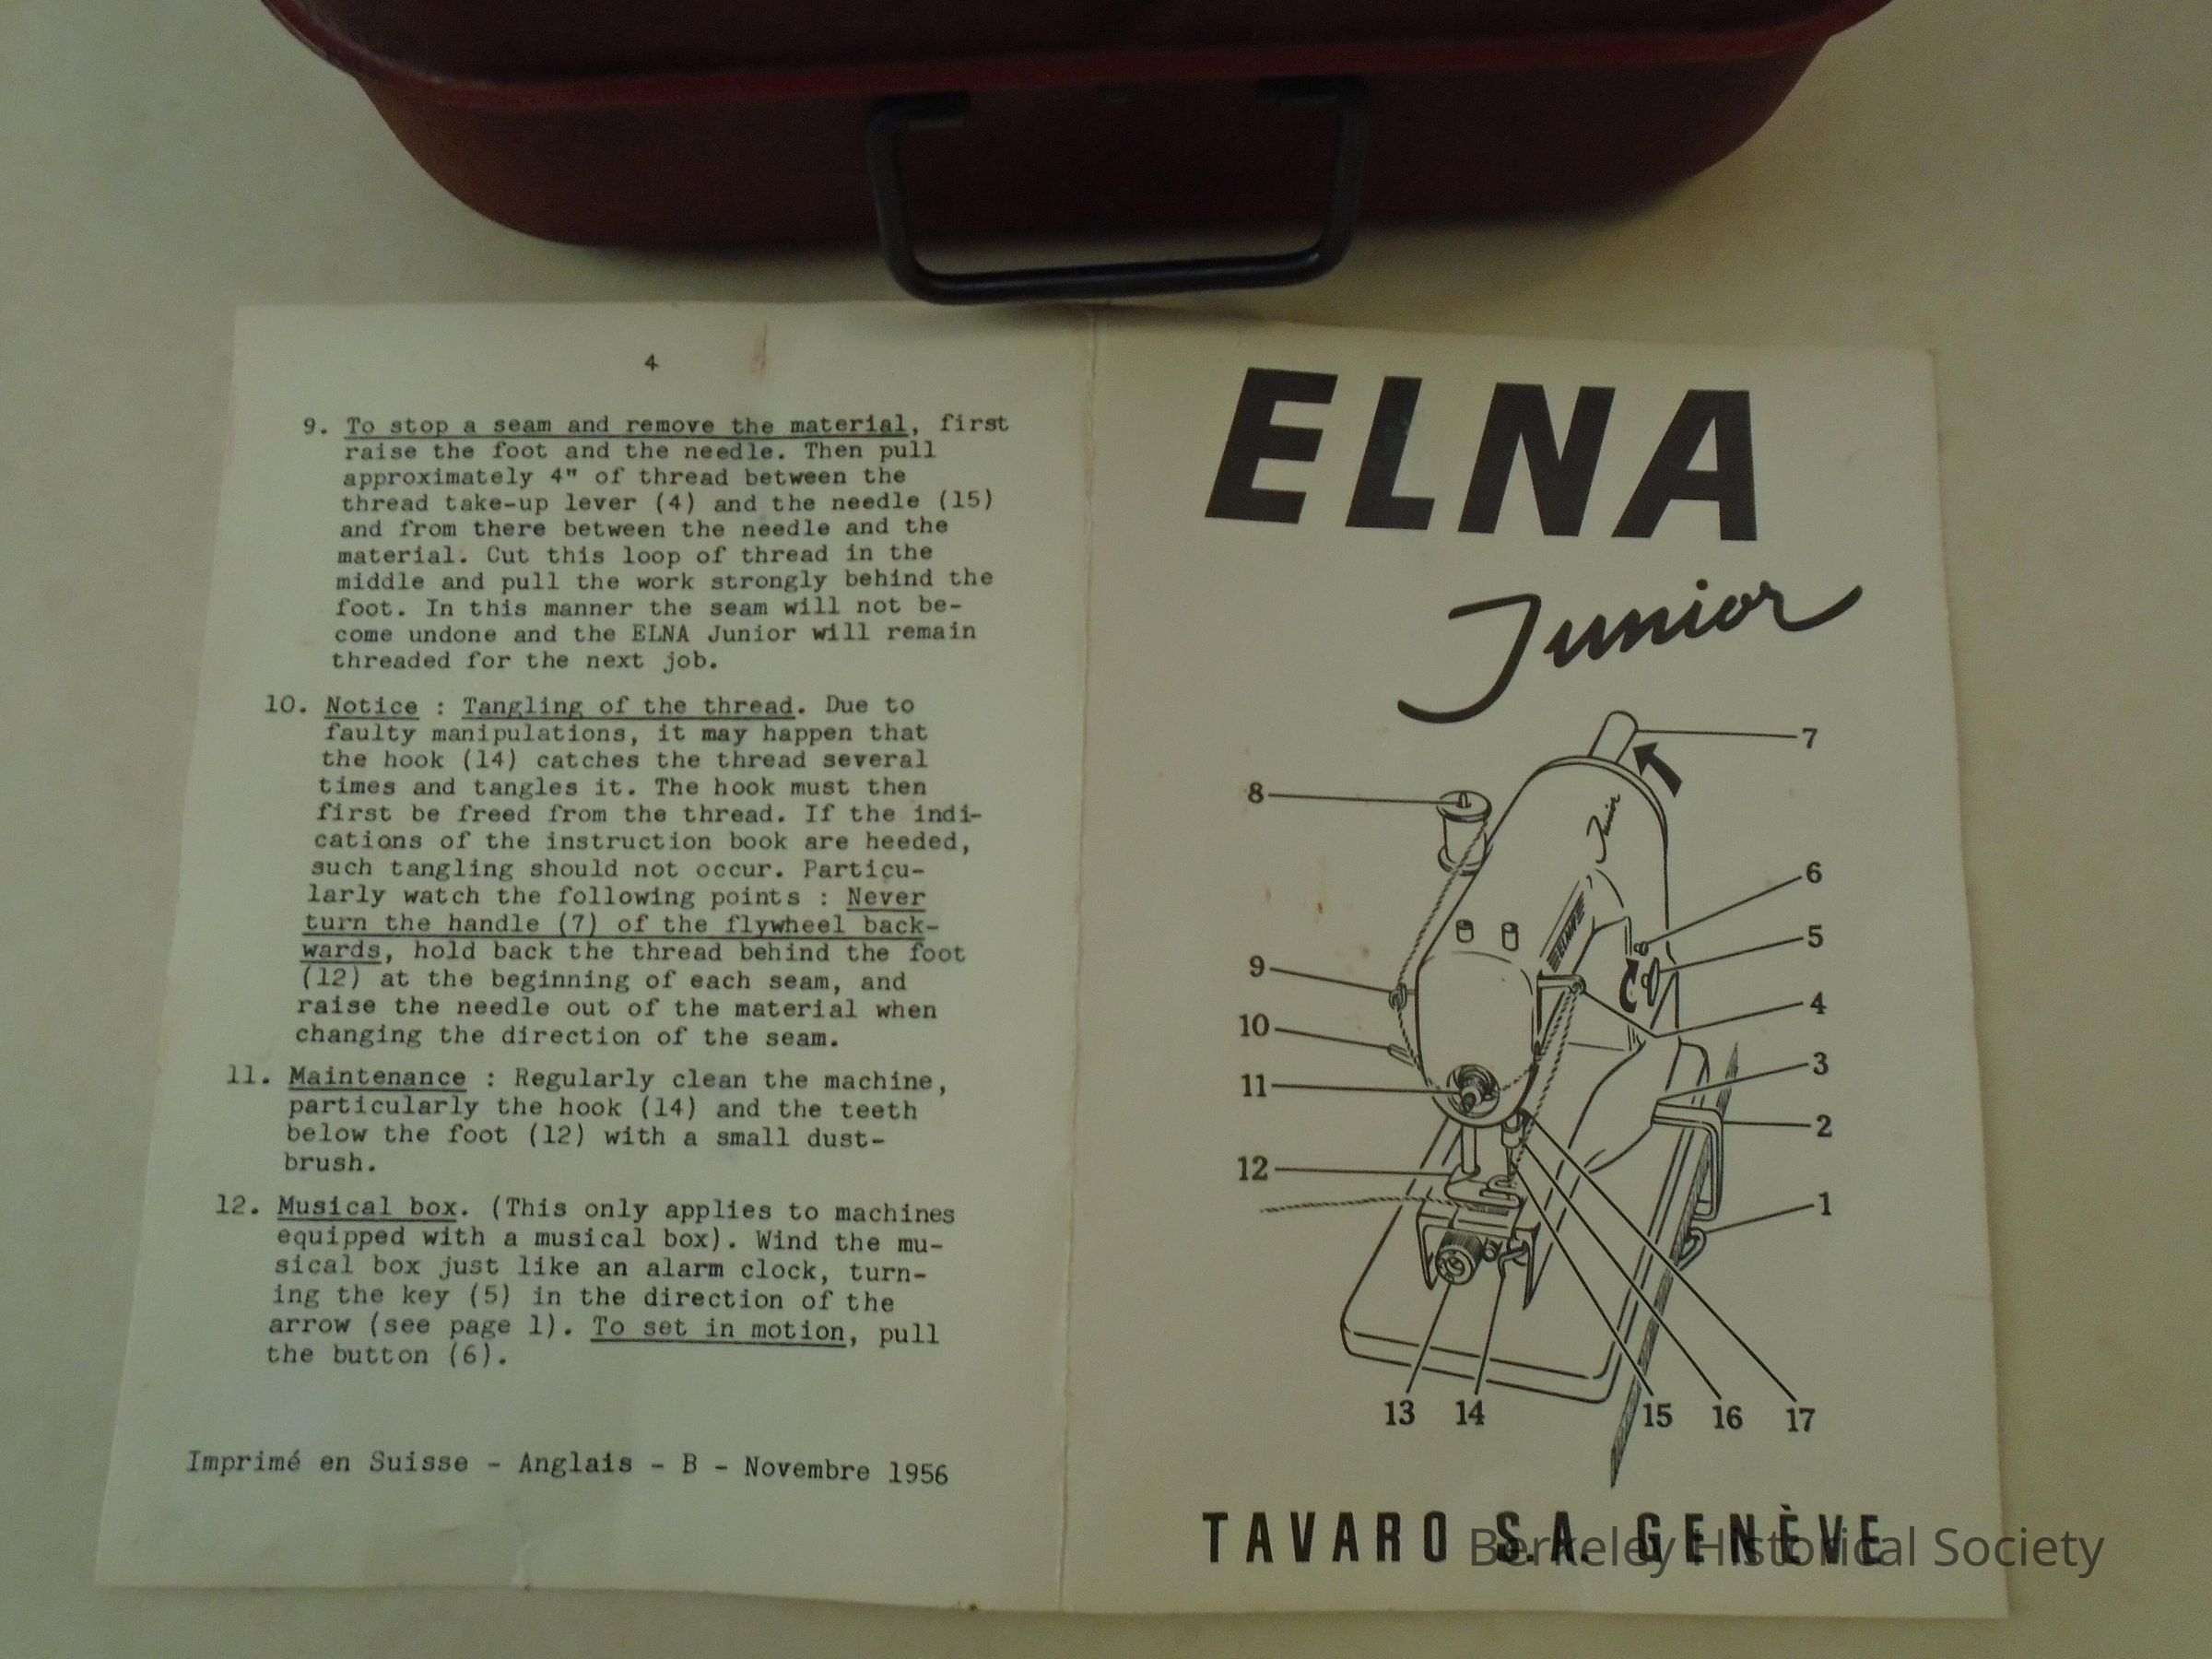 4
9. To stop a seam and remove the material, first
raise the foot and the needle. Then pull
approximately 4" of thread between the
thread take-up lever (4) and the needle (15)
and from there between the needle and the
material. Cut this loop of thread in the
middle and pull the work strongly behind the
foot. In this manner the seam will not be-
come undone and the ELNA Junior will remain
threaded for the next job.
10. Notice : Tangling of the thread. Due to
faulty manipulations, it may happen that
the hook (14) catches the thread several
times and tangles it. The hook must then
first be freed from the thread. If the indi-
cations of the instruction book are heeded,
such tangling should not occur. Particu-
larly watch the following points : Never
turn the handle (7) of the flywheel back-
wards, hold back the thread behind the foot
(12) at the beginning of each seam, and
raise the needle out of the material when
changing the direction of the seam.
11. Maintenance : Regularly clean the machine,
particularly the hook (14) and the teeth
below the foot (12) with a small dust-
brush.
12. Musical box. (This only applies to machines
equipped with a musical box). Wind the mu-
sical box just like an alarm clock, turn-
ing the key (5) in the direction of the
arrow (see page 1). To set in motion, pull
the button (6).
Imprimé en Suisse - Anglais - B - Novembre 1956
ELNA
Junior
7
8
Junior
6
5
9
4
10
3
11
2
12
1
13 14 15 16 17
TAVARO S.A. GENÈVE
Berkeley Historical Society